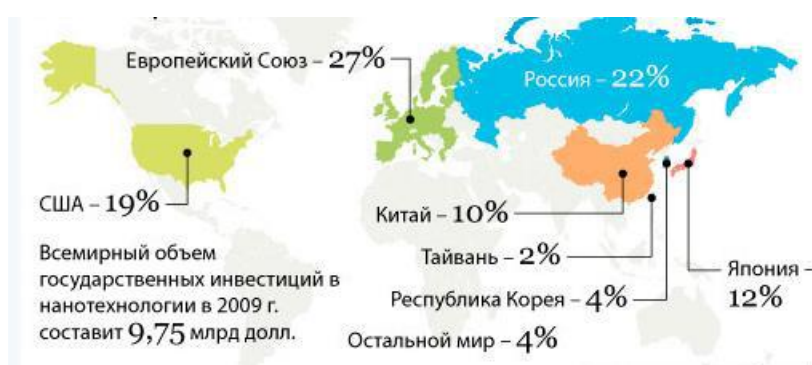 Европейский Союз – 27%
Россия – 22%
США – 19%
Китай – 10%
Тайвань – 2%
Япония –
12%
Республика Корея – 4%
Остальной мир – 4%
Всемирный объем
государственных инвестиций в
нанотехнологии в 2009 г.
составит 9,75 млрд долл.